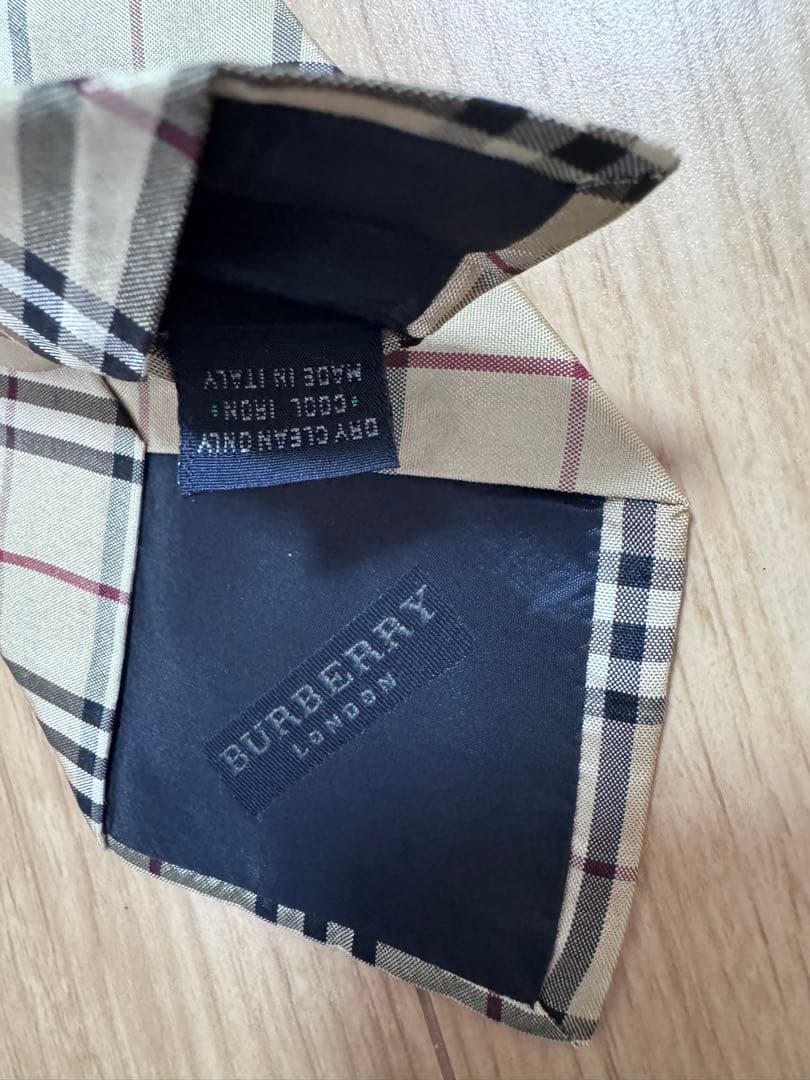 DRY CLEAN ONLY
COOL IRON
MADE IN ITALY
BURBERRY
LONDON